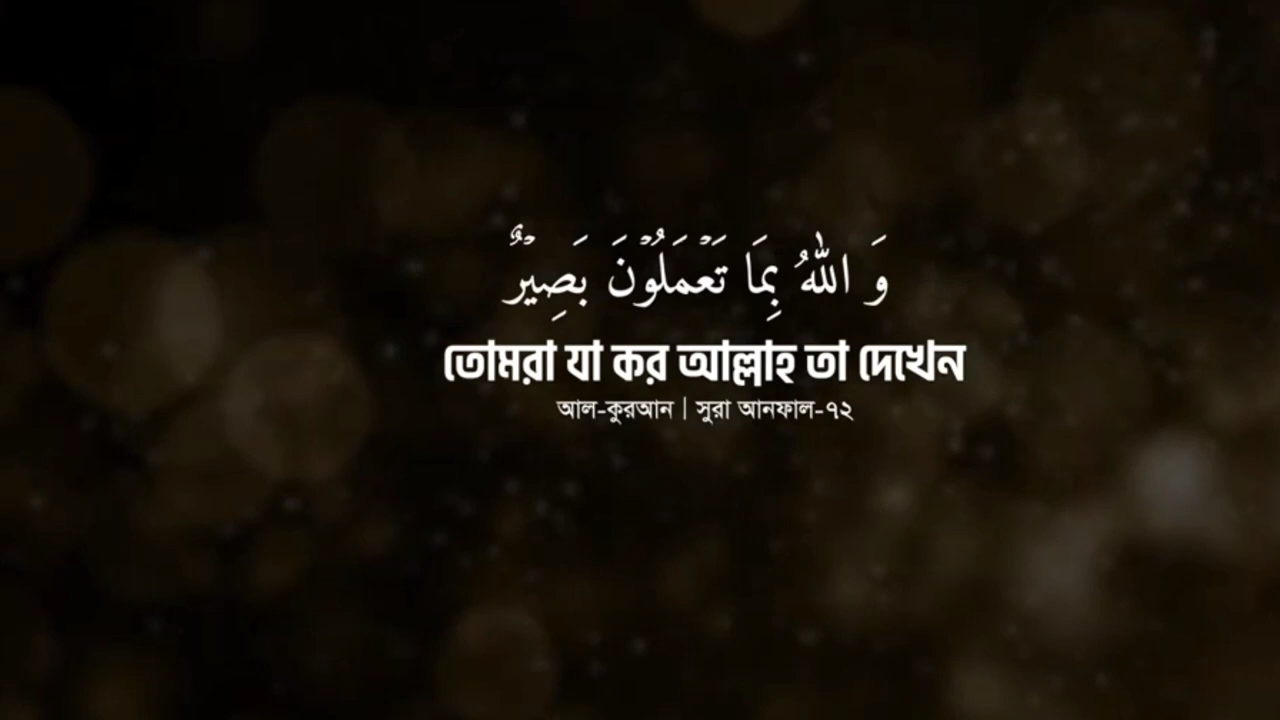 وَ اللّٰهُ بِمَا تَعۡمَلُوۡنَ بَصِيۡرٌ
তোমরা যা কর আল্লাহ তা দেখেন
আল-কুরআন | সুরা আনফাল-৭২